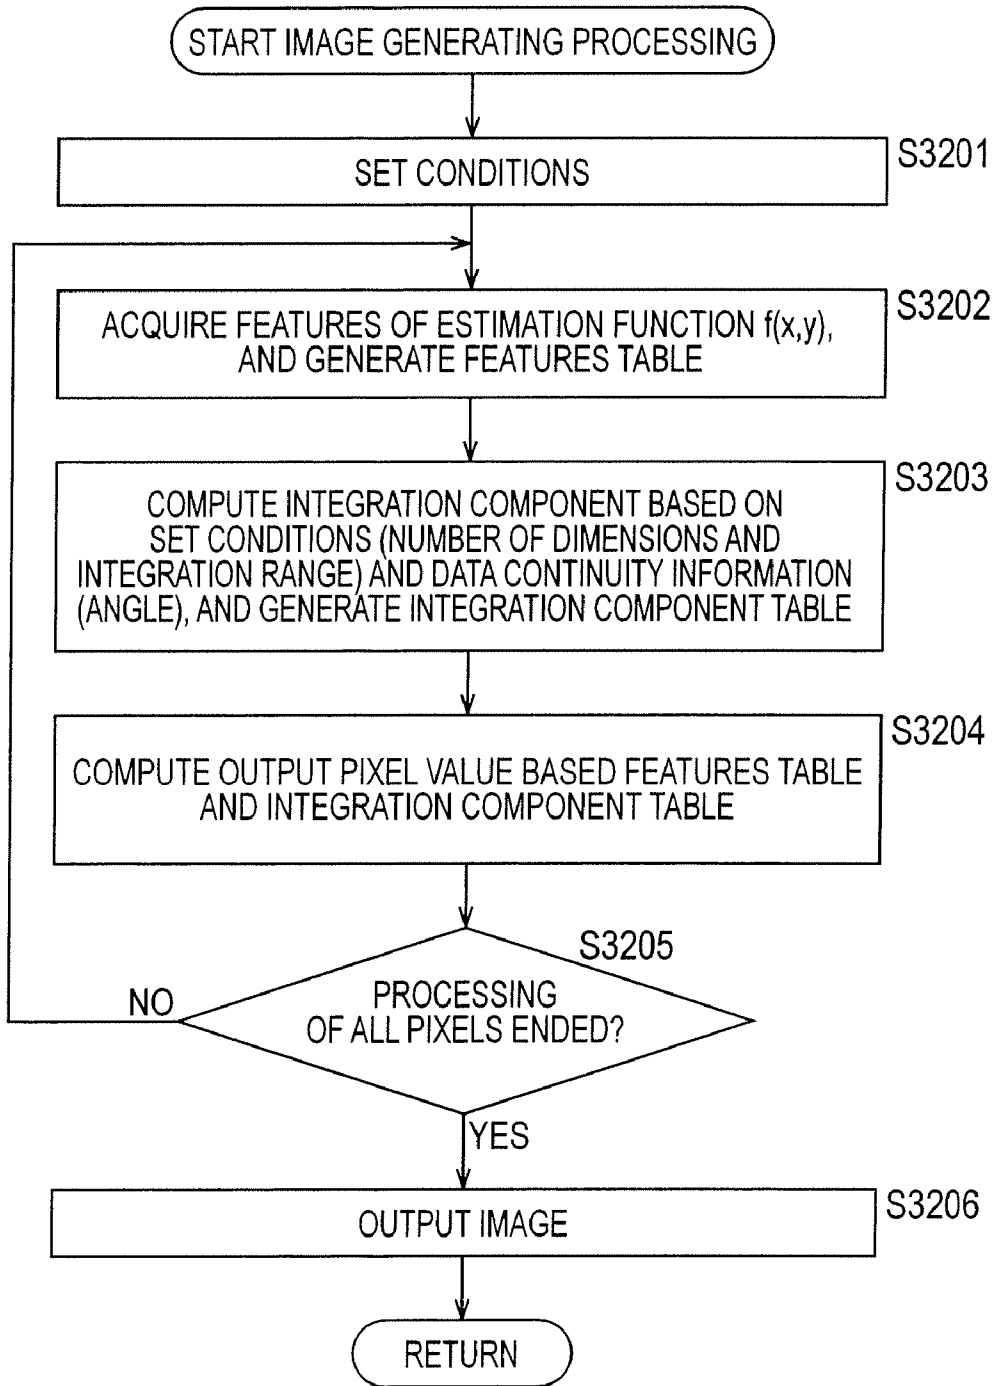 START IMAGE GENERATING PROCESSING
S3201
SET CONDITIONS
S3202
ACQUIRE FEATURES OF ESTIMATION FUNCTION f(x,y),
AND GENERATE FEATURES TABLE
S3203
COMPUTE INTEGRATION COMPONENT BASED ON
SET CONDITIONS (NUMBER OF DIMENSIONS AND
INTEGRATION RANGE) AND DATA CONTINUITY INFORMATION
(ANGLE), AND GENERATE INTEGRATION COMPONENT TABLE
S3204
COMPUTE OUTPUT PIXEL VALUE BASED FEATURES TABLE
AND INTEGRATION COMPONENT TABLE
S3205
PROCESSING
OF ALL PIXELS ENDED?
NO
YES
S3206
OUTPUT IMAGE
RETURN